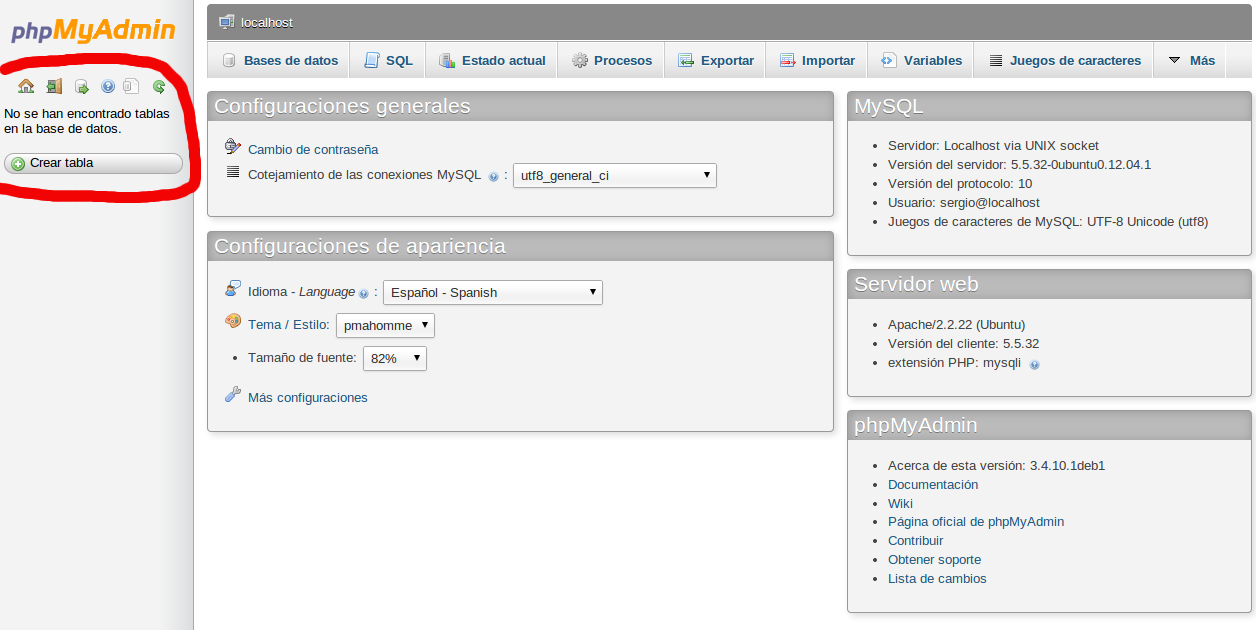 phpMyAdmin
No se han encontrado tablas
en la base de datos.
Crear tabla
localhost
Bases de datos
SQL
Estado actual
Procesos
Exportar
Importar
Variables
Juegos de caracteres
Más
Configuraciones generales
Cambio de contraseña
Cotejamiento de las conexiones MySQL : utf8_general_ci
Configuraciones de apariencia
Idioma - Language : Español - Spanish
Tema / Estilo: pmahomme
Tamaño de fuente: 82%
Más configuraciones
MySQL
Servidor: Localhost via UNIX socket
Versión del servidor: 5.5.32-0ubuntu0.12.04.1
Versión del protocolo: 10
Usuario: sergio@localhost
Juegos de caracteres de MySQL: UTF-8 Unicode (utf8)
Servidor web
Apache/2.2.22 (Ubuntu)
Versión del cliente: 5.5.32
extensión PHP: mysqli
phpMyAdmin
Acerca de esta versión: 3.4.10.1deb1
Documentación
Wiki
Página oficial de phpMyAdmin
Contribuir
Obtener soporte
Lista de cambios